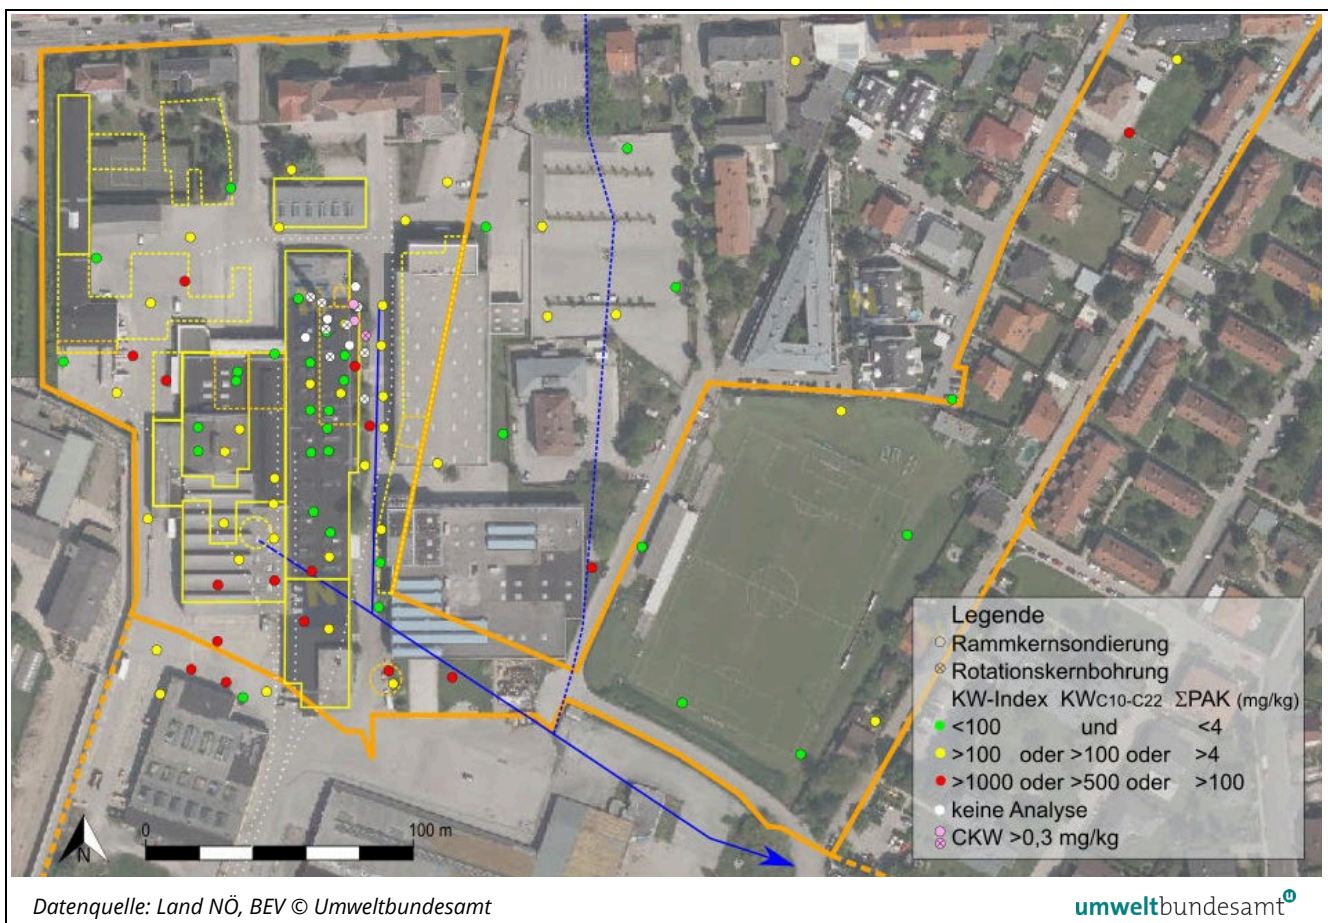 Legende
Rammkernsondierung
Rotationskernbohrung
KW-Index KWC10-C22 ΣPAK (mg/kg)
<100 und <4
>100 oder >100 oder >4
>1000 oder >500 oder >100
keine Analyse
CKW >0,3 mg/kg
0 100 m
N
Datenquelle: Land NÖ, BEV © Umweltbundesamt
umweltbundesamt u